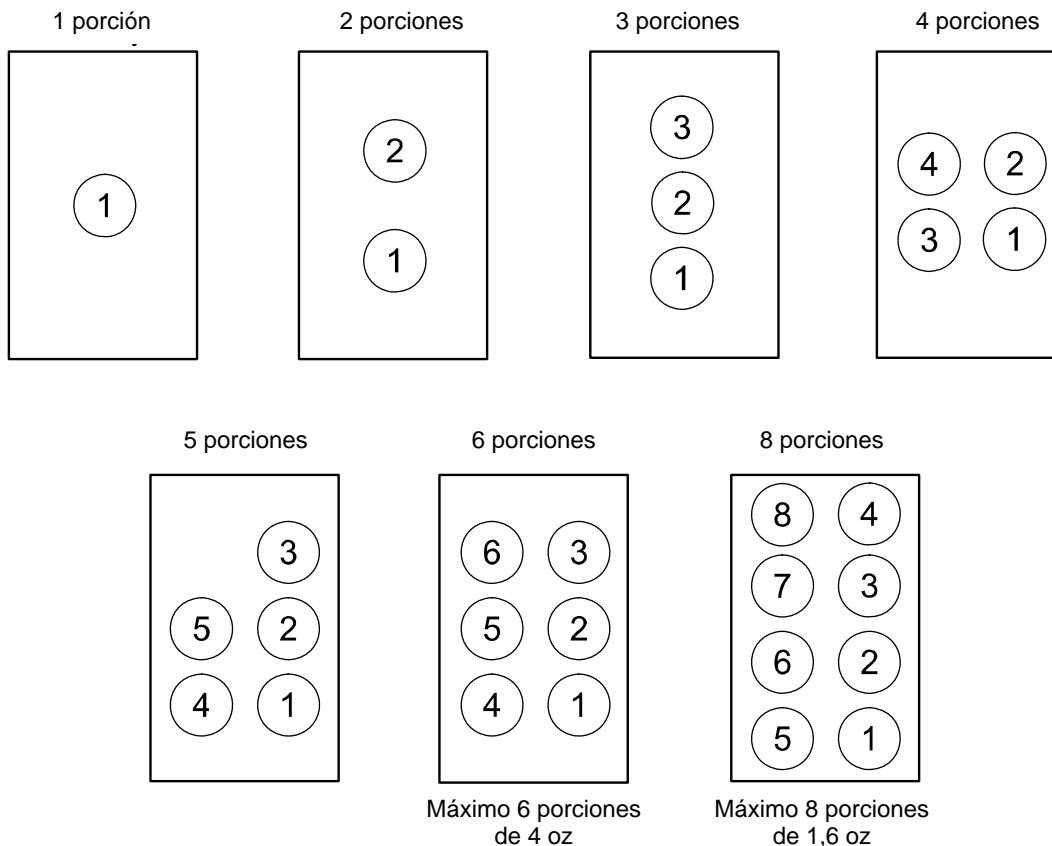 1 porción
2 porciones
3 porciones
4 porciones
1
2
1
3
2
1
4 2
3 1
5 porciones
6 porciones
8 porciones
3
5 2
4 1
6 3
5 2
4 1
8 4
7 3
6 2
5 1
Máximo 6 porciones
de 4 oz
Máximo 8 porciones
de 1,6 oz